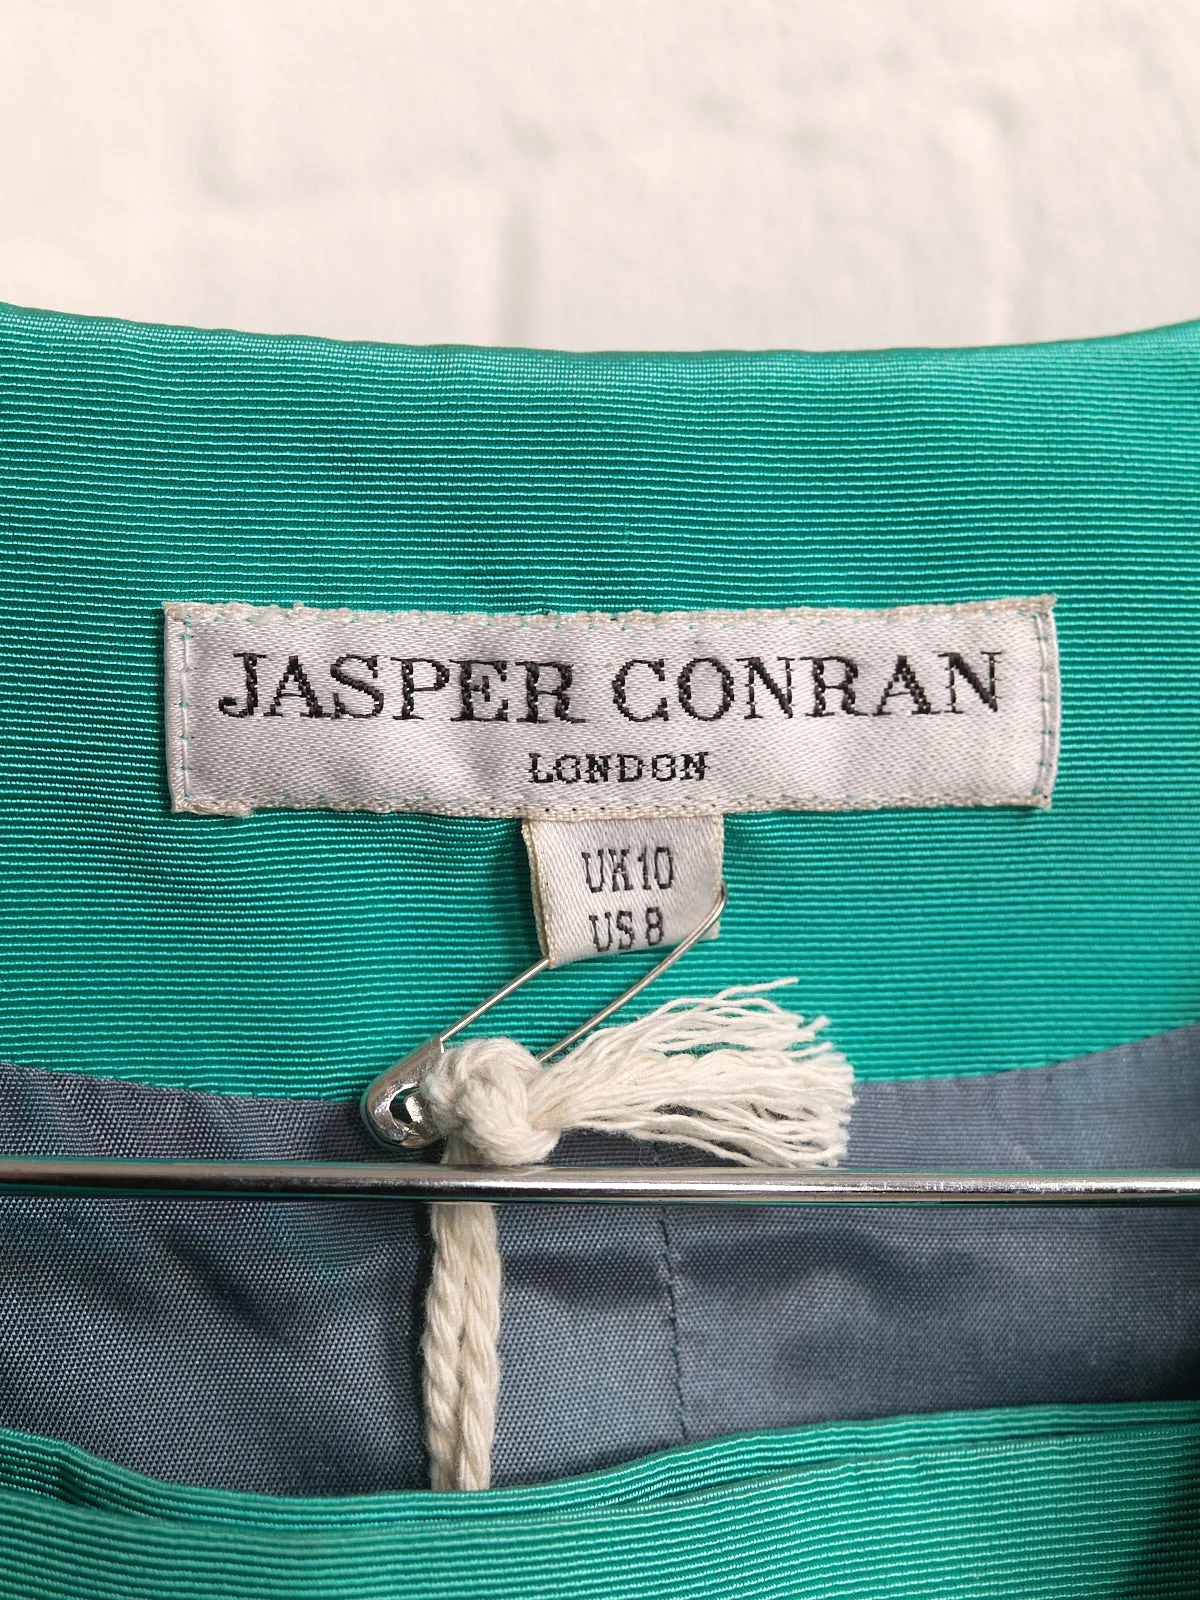 JASPER CONRAN
LONDON
UK10
US 8